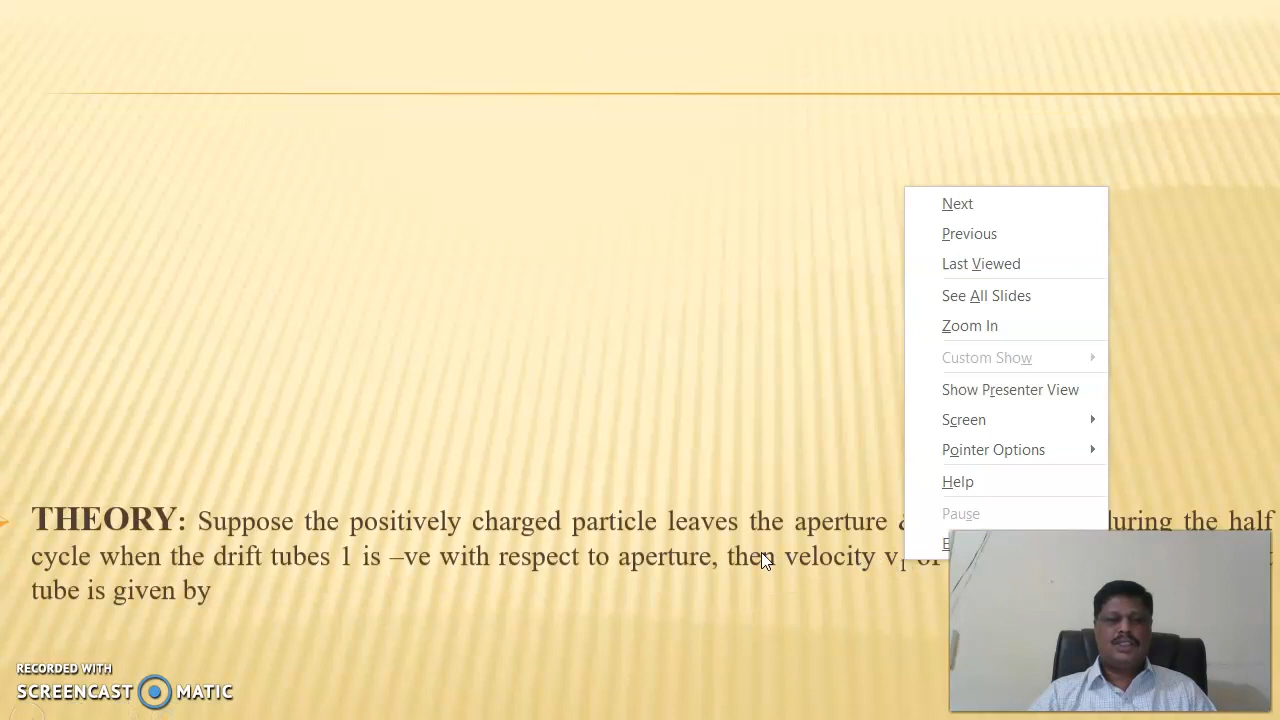 Next
Previous
Last Viewed
See All Slides
Zoom In
Custom Show
Show Presenter View
Screen
Pointer Options
Help
Pause
THEORY: Suppose the positively charged particle leaves the aperture during the half
cycle when the drift tubes 1 is –ve with respect to aperture, then velocity v₁ of
tube is given by
RECORDED WITH
SCREENCAST MATIC